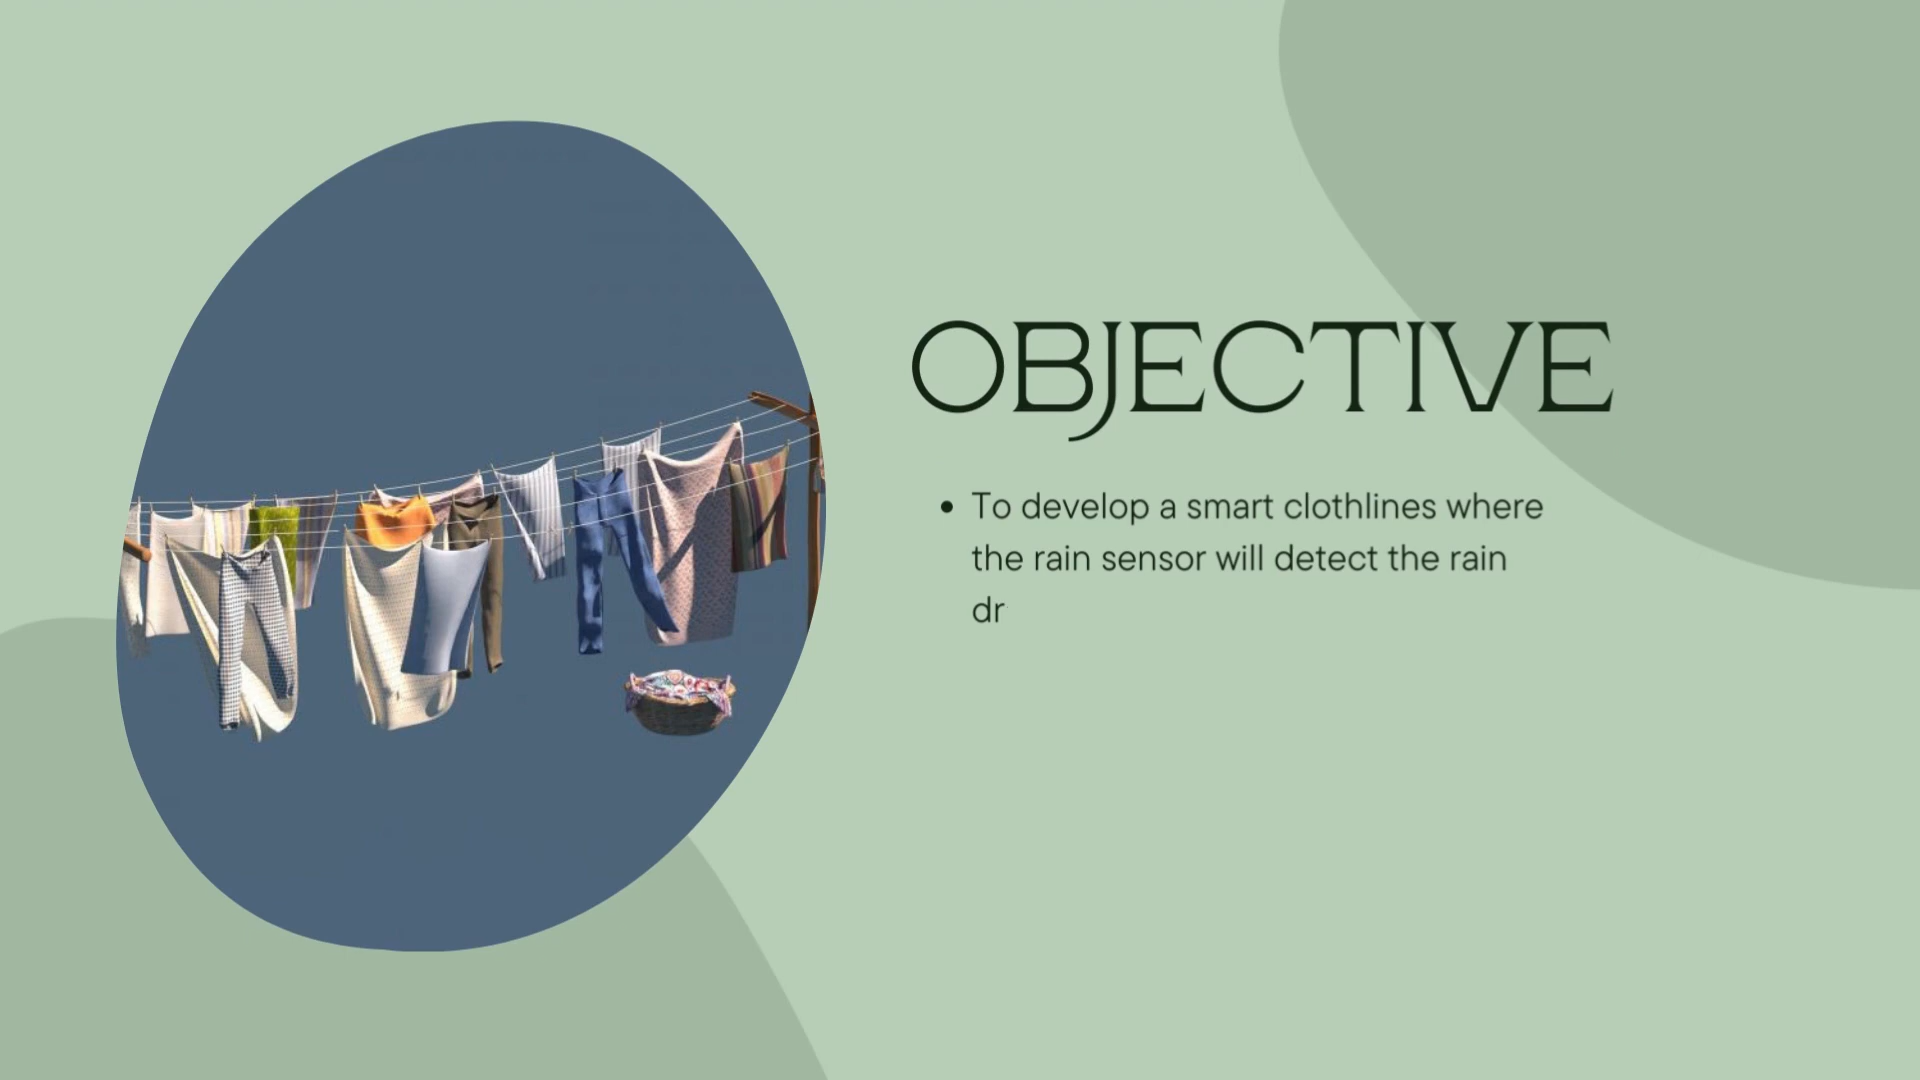 OBJECTIVE
• To develop a smart clothlines where
the rain sensor will detect the rain
dr